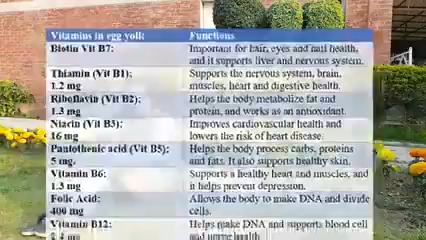 Vitamins in egg yolk Functions
Biotin Vit B7: Important for hair, eyes and nail health,
and it supports liver and nervous system.
Thiamin (Vit B1): Supports the nervous system, brain,
1.2 mg muscles, heart and digestive health.
Riboflavin (Vit B2): Helps the body metabolize fat and
1.3 mg protein, and works as an antioxidant.
Niacin (Vit B3): Improves cardiovascular health and
16 mg lowers the risk of heart disease.
Pantothenic acid (Vit B5): Helps the body process carbs, proteins
5 mg. and fats. It also supports healthy skin.
Vitamin B6: Supports a healthy heart and muscles, and
1.3 mg it helps prevent depression.
Folic Acid: Allows the body to make DNA and divide
400 mg cells.
Vitamin B12: Helps make DNA and supports blood cell
2.4 mg and nerve health